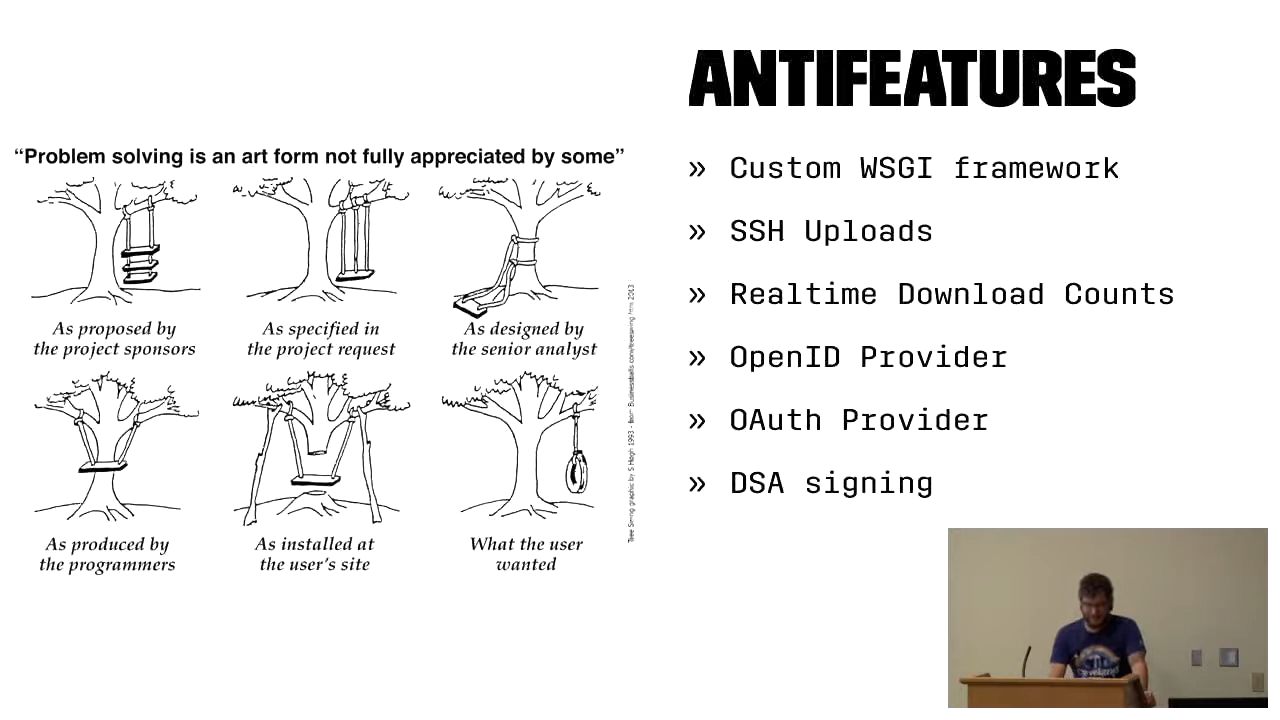 “Problem solving is an art form not fully appreciated by some”
As proposed by
the project sponsors
As specified in
the project request
As designed by
the senior analyst
As produced by
the programmers
As installed at
the user’s site
What the user
wanted
ANTIFEATURES
» Custom WSGI framework
» SSH Uploads
» Realtime Download Counts
» OpenID Provider
» OAuth Provider
» DSA signing